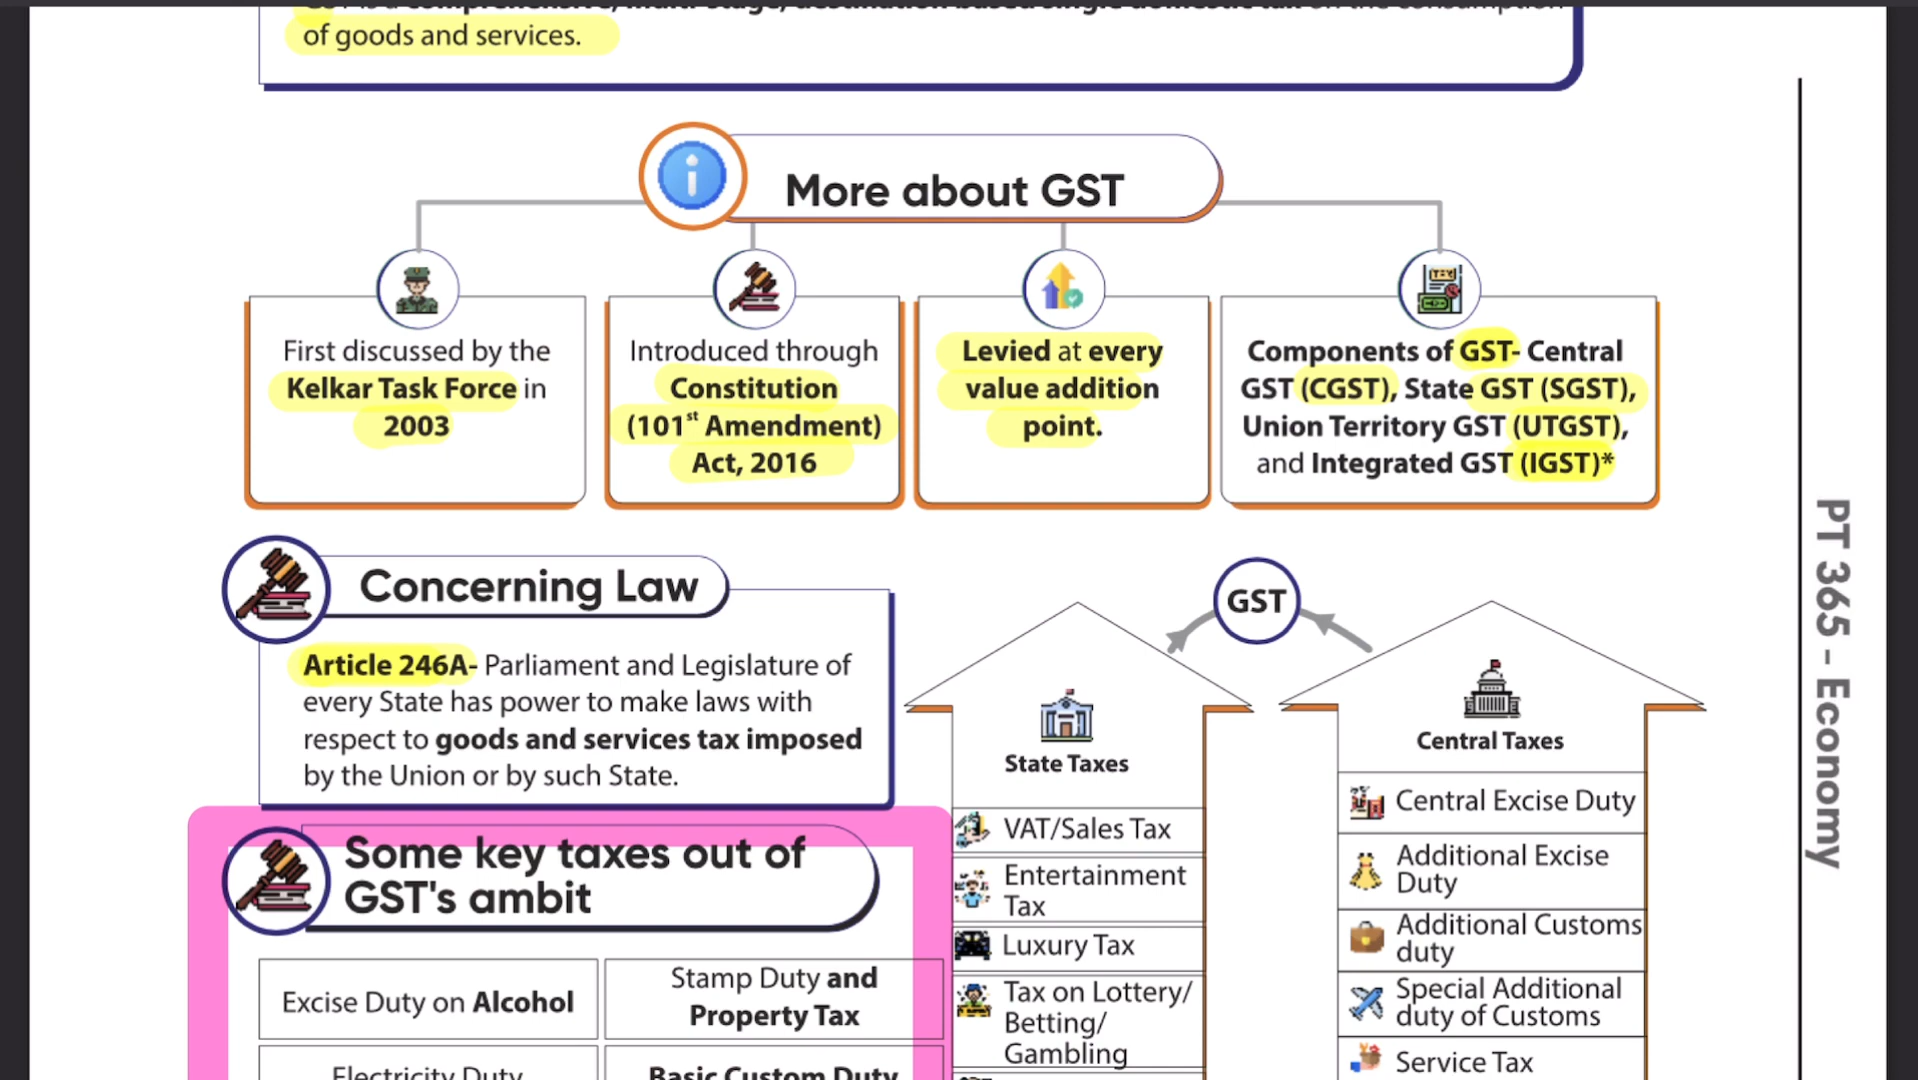 of goods and services.
More about GST
First discussed by the
Kelkar Task Force in
2003
Introduced through
Constitution
(101st Amendment)
Act, 2016
Levied at every
value addition
point.
Components of GST- Central
GST (CGST), State GST (SGST),
Union Territory GST (UTGST),
and Integrated GST (IGST)*
Concerning Law
Article 246A- Parliament and Legislature of
every State has power to make laws with
respect to goods and services tax imposed
by the Union or by such State.
Some key taxes out of
GST's ambit
Excise Duty on Alcohol
Stamp Duty and
Property Tax
Electricity Duty
Basic Custom Duty
GST
State Taxes
VAT/Sales Tax
Entertainment
Tax
Luxury Tax
Tax on Lottery/
Betting/
Gambling
Central Taxes
Central Excise Duty
Additional Excise
Duty
Additional Customs
duty
Special Additional
duty of Customs
Service Tax
PT 365 - Economy